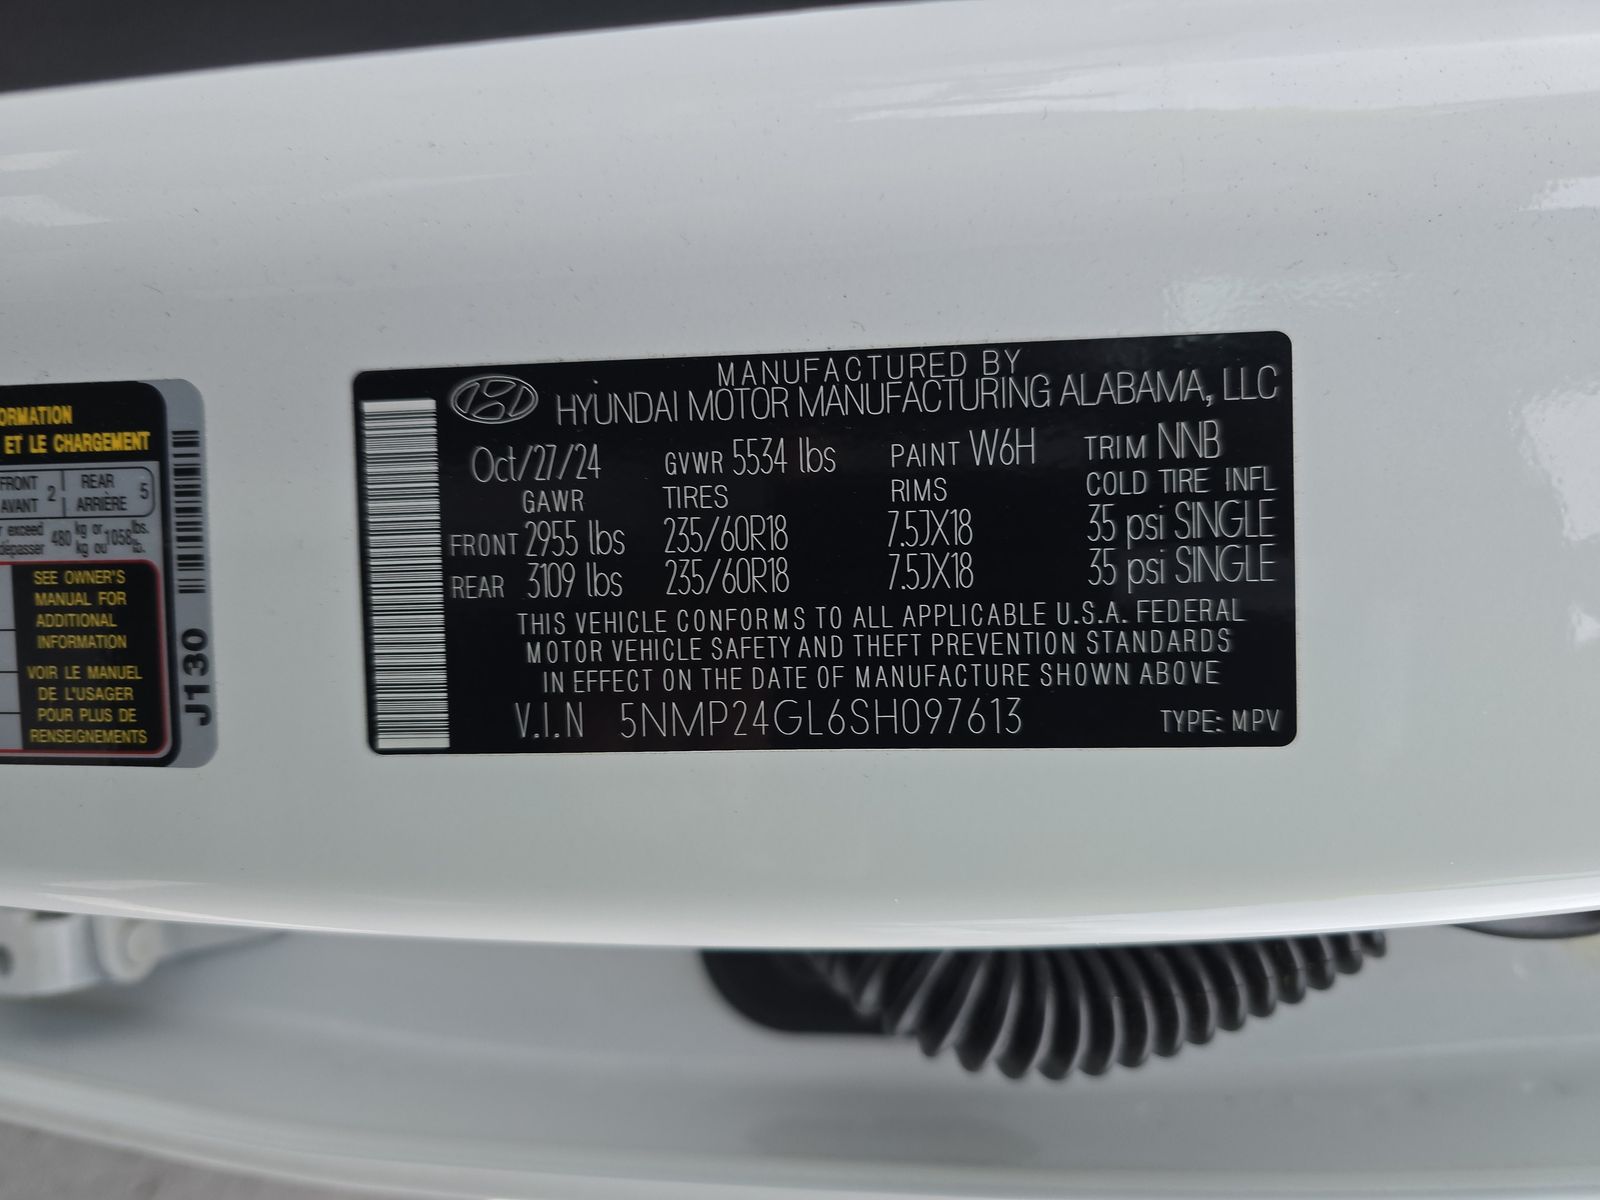 ORMATION
ET LE CHARGEMENT
FRONT 2 REAR 5
AVANT ARRIÈRE
exceed 480 kg or 1058 lbs.
dépasser kg ou lb.
SEE OWNER'S
MANUAL FOR
ADDITIONAL
INFORMATION
VOIR LE MANUEL
DE L'USAGER
POUR PLUS DE
RENSEIGNEMENTS
J130
MANUFACTURED BY
HYUNDAI MOTOR MANUFACTURING ALABAMA, LLC
Oct/27/24 GVWR 5534 lbs PAINT W6H TRIM NNB
GAWR TIRES RIMS COLD TIRE INFL
FRONT 2955 lbs 235/60R18 7.5JX18 35 psi SINGLE
REAR 3109 lbs 235/60R18 7.5JX18 35 psi SINGLE
THIS VEHICLE CONFORMS TO ALL APPLICABLE U.S.A. FEDERAL
MOTOR VEHICLE SAFETY AND THEFT PREVENTION STANDARDS
IN EFFECT ON THE DATE OF MANUFACTURE SHOWN ABOVE
V.I.N 5NMP24GL6SH097613 TYPE: MPV